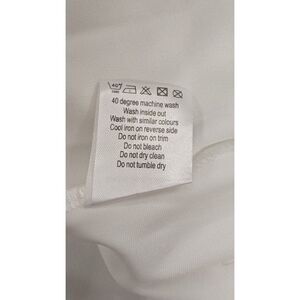 40
40 degree machine wash
Wash inside out
Wash with similar colours
Cool iron on reverse side
Do not iron on trim
Do not bleach
Do not dry clean
Do not tumble dry